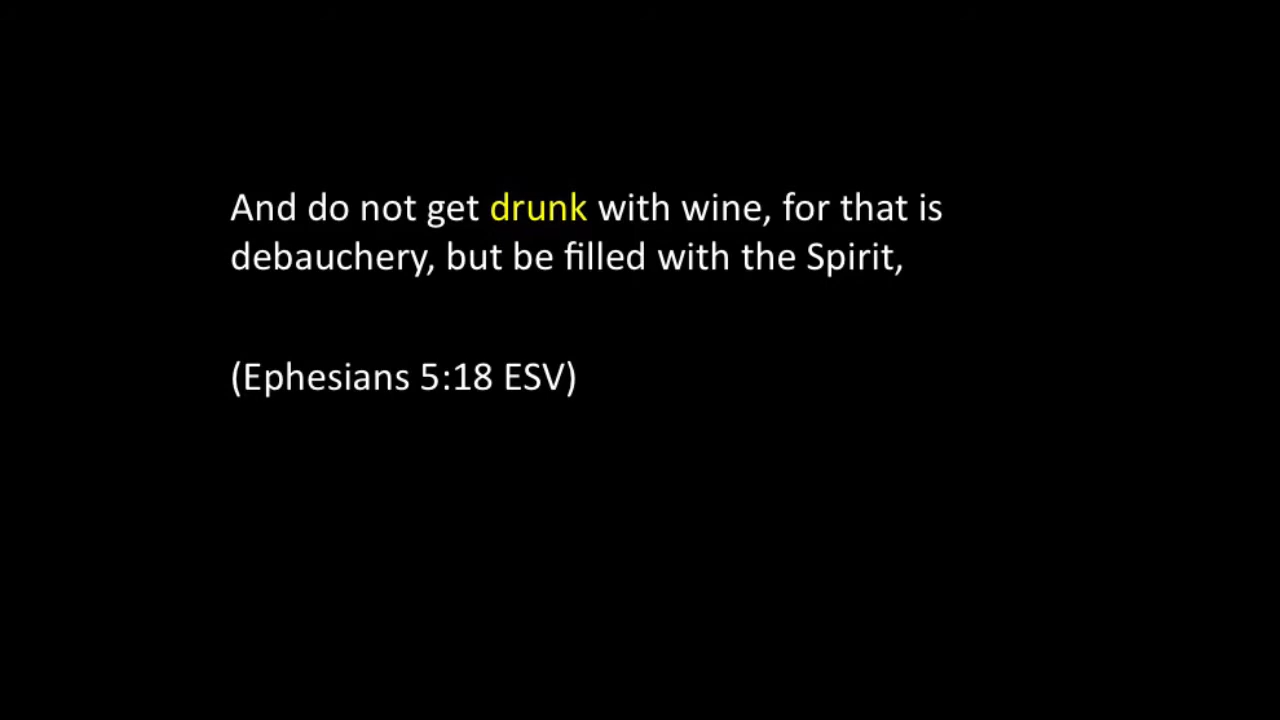 And do not get drunk with wine, for that is
debauchery, but be filled with the Spirit,
(Ephesians 5:18 ESV)